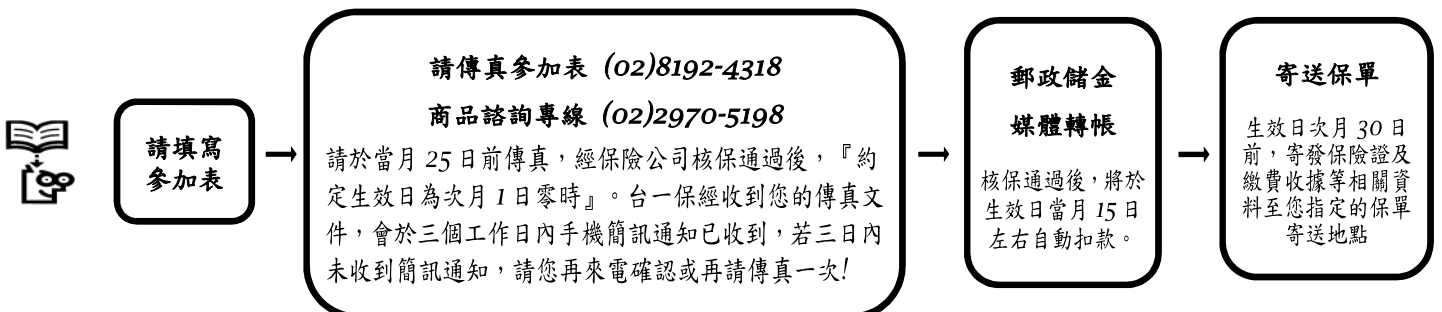 請填寫
參加表
請傳真參加表 (02)8192-4318
商品諮詢專線 (02)2970-5198
請於當月 25 日前傳真，經保險公司核保通過後，『約
定生效日為次月 1 日零時』。台一保經收到您的傳真文
件，會於三個工作日內手機簡訊通知已收到，若三日內
未收到簡訊通知，請您再來電確認或再請傳真一次!
郵政儲金
媒體轉帳
核保通過後，將於
生效日當月 15 日
左右自動扣款。
寄送保單
生效日次月 30 日
前，寄發保險證及
繳費收據等相關資
料至您指定的保單
寄送地點